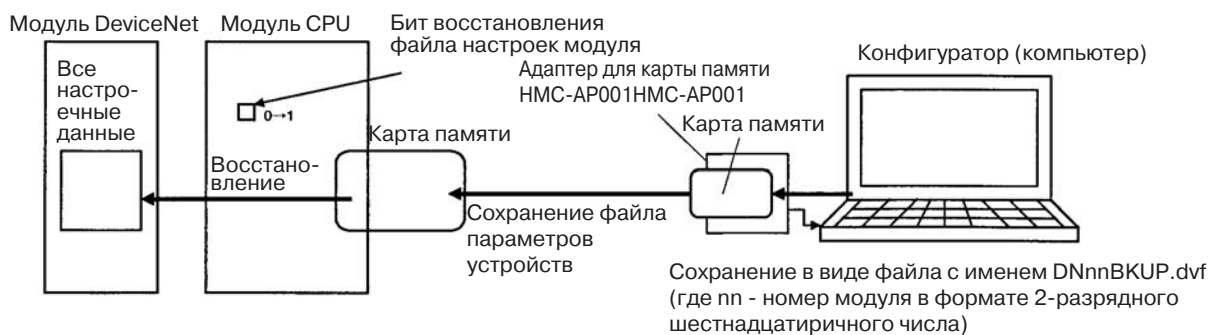 Модуль DeviceNet
Модуль CPU
Бит восстановления
файла настроек модуля
Адаптер для карты памяти
HMC-AP001HMC-AP001
Конфигуратор (компьютер)
Все
настро-
ечные
данные
0→1
Карта памяти
Карта памяти
Восстано-
вление
Сохранение файла
параметров
устройств
Сохранение в виде файла с именем DNnnBKUP.dvf
(где nn - номер модуля в формате 2-разрядного
шестнадцатиричного числа)